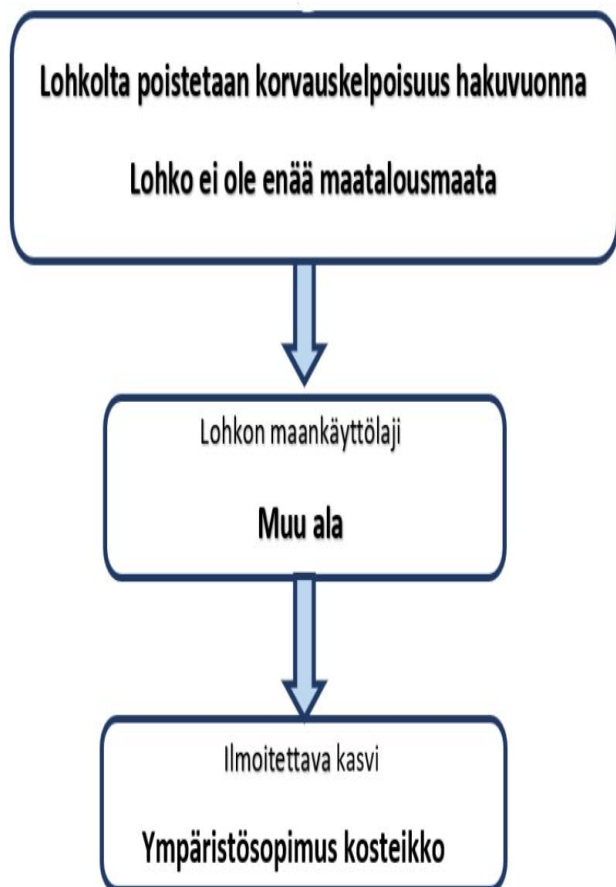 Lohkolta poistetaan korvauskelpoisuus hakuvuonna
Lohko ei ole enää maatalousmaata
Lohkon maankäyttölaji
Muu ala
Ilmoitettava kasvi
Ympäristösopimus kosteikko